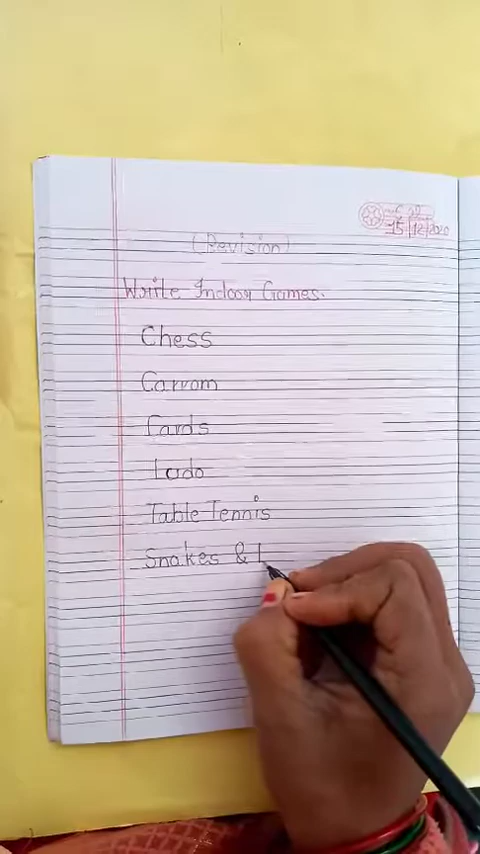 15/12/2020
(Revision)
Write Indoor Games.
Chess
Carrom
Cards
Ludo
Table Tennis
Snakes & L